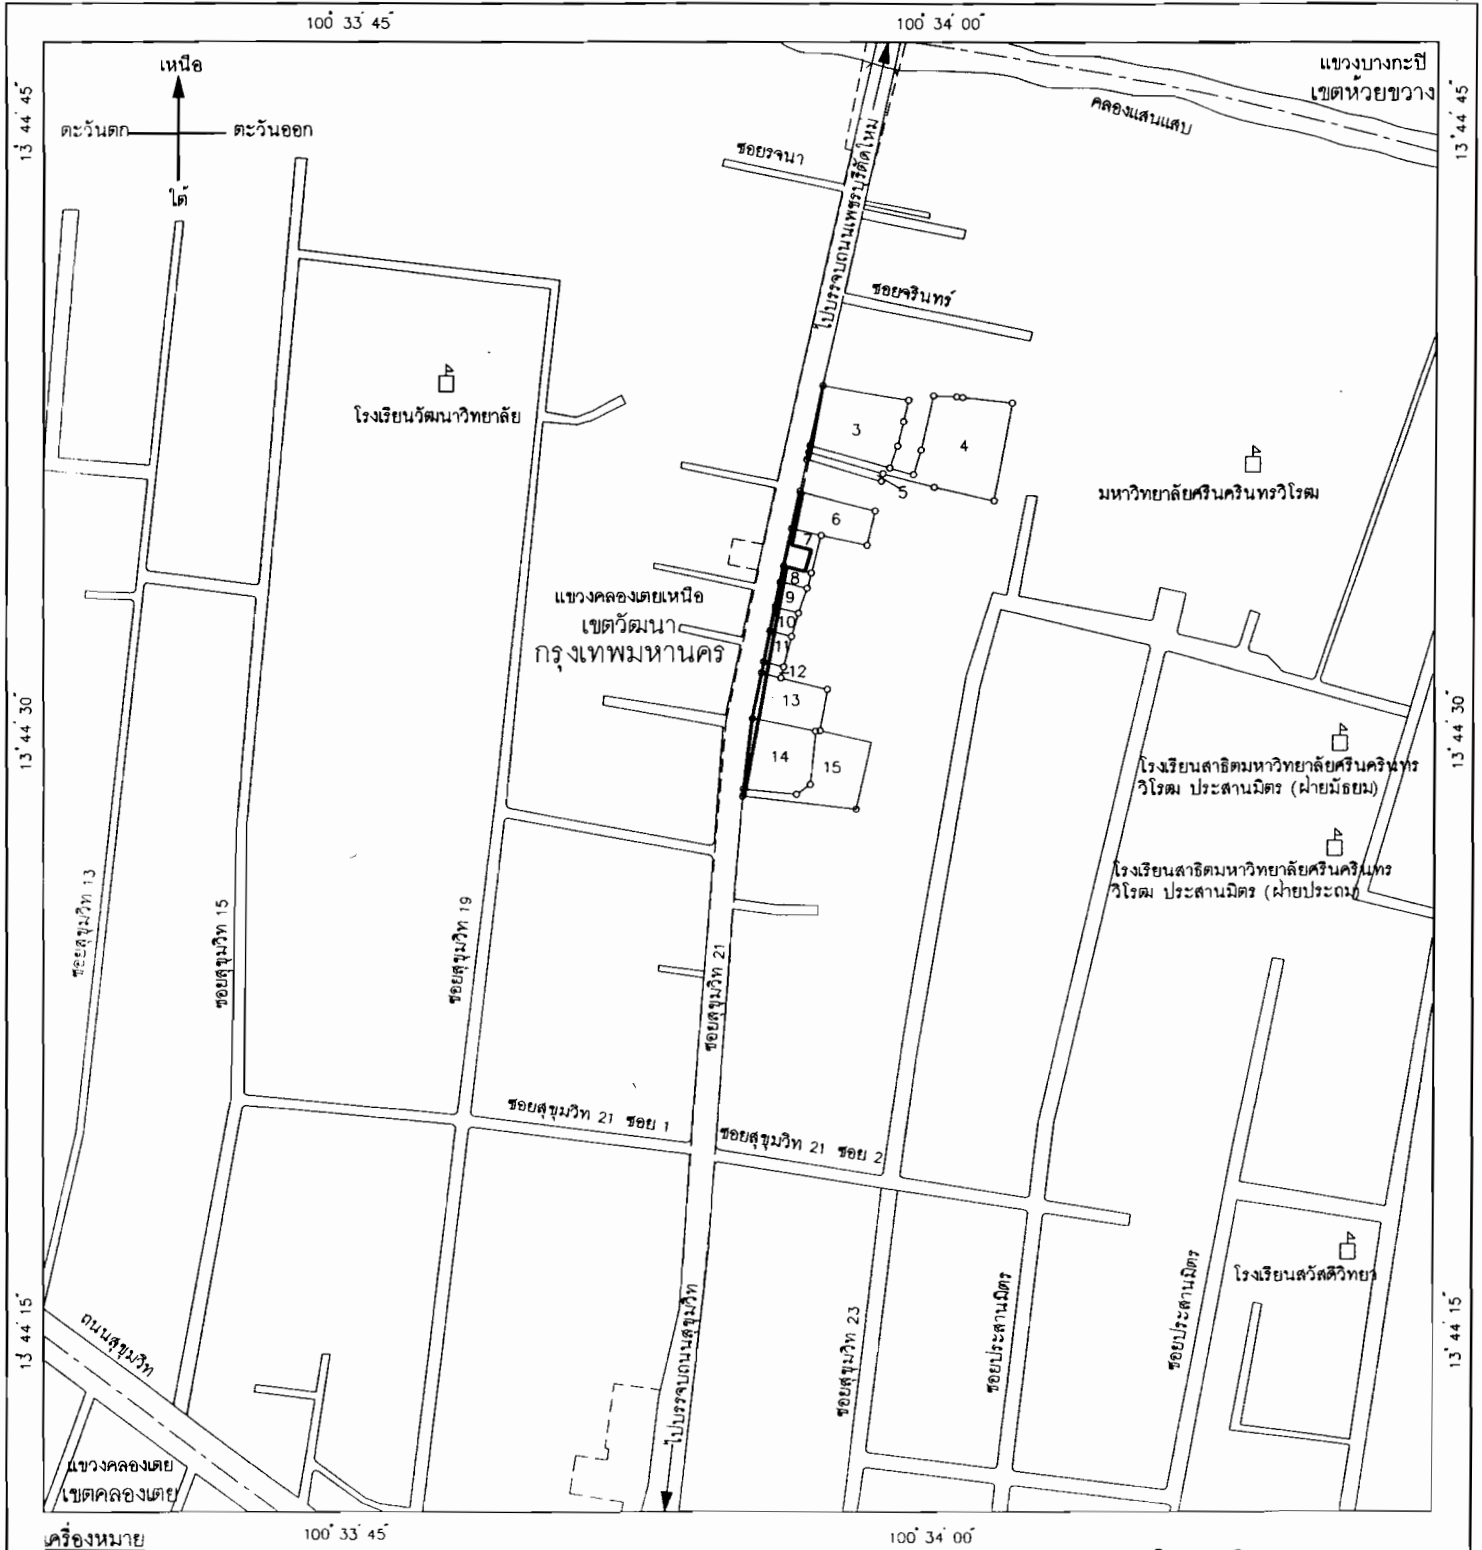 100° 33' 45"
100° 34' 00"
13° 44' 45"
13° 44' 45"
เหนือ
ตะวันตก
ตะวันออก
ใต้
แขวงบางกะปิ
เขตห้วยขวาง
คลองแสนแสบ
ซอยรจนา
ไปบรรจบถนนเพชรบุรีตัดใหม่
ซอยจรินทร์
โรงเรียนวัฒนาวิทยาลัย
3
4
5
6
7
8
9
10
11
12
13
14
15
มหาวิทยาลัยศรีนครินทรวิโรฒ
แขวงคลองเตยเหนือ
เขตวัฒนา
กรุงเทพมหานคร
13° 44' 30"
13° 44' 30"
โรงเรียนสาธิตมหาวิทยาลัยศรีนครินทร
วิโรฒ ประสานมิตร (ฝ่ายมัธยม)
โรงเรียนสาธิตมหาวิทยาลัยศรีนครินทร
วิโรฒ ประสานมิตร (ฝ่ายประถม)
ซอยสุขุมวิท 13
ซอยสุขุมวิท 15
ซอยสุขุมวิท 19
ซอยสุขุมวิท 21
ซอยสุขุมวิท 21 ซอย 1
ซอยสุขุมวิท 21 ซอย 2
13° 44' 15"
13° 44' 15"
ถนนสุขุมวิท
ไปบรรจบถนนสุขุมวิท
ซอยสุขุมวิท 23
ซอยประสานมิตร
ซอยประสานมิตร
โรงเรียนสวัสดีวิทยา
แขวงคลองเตย
เขตคลองเตย
เครื่องหมาย
100° 33' 45"
100° 34' 00"